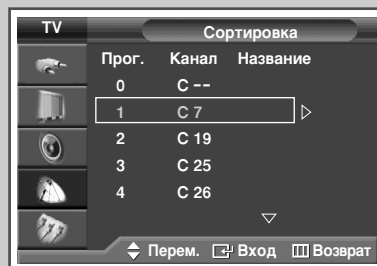 TV Сортировка
Прог. Канал Название
0 C --
1 C 7
2 C 19
3 C 25
4 C 26
Перем. Вход Возврат